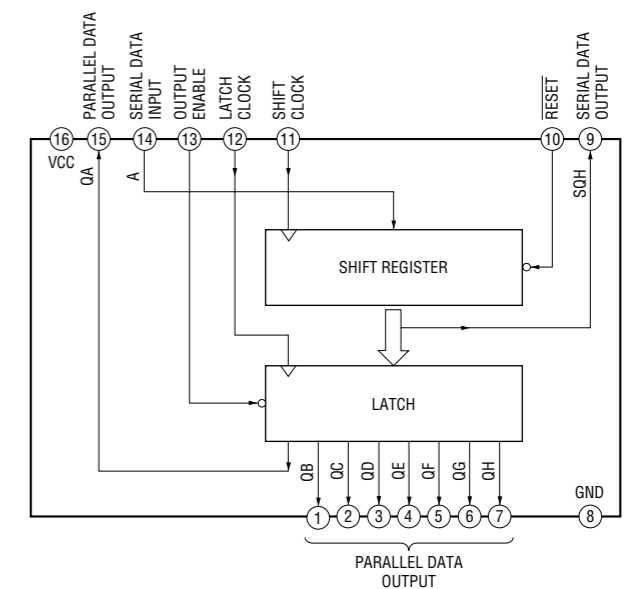 PARALLEL DATA
OUTPUT
SERIAL DATA
INPUT
OUTPUT
ENABLE
LATCH
CLOCK
SHIFT
CLOCK
RESET
SERIAL DATA
OUTPUT
16
15
14
13
12
11
10
9
VCC
QA
A
SQH
SHIFT REGISTER
LATCH
QB
QC
QD
QE
QF
QG
QH
GND
1
2
3
4
5
6
7
8
PARALLEL DATA
OUTPUT